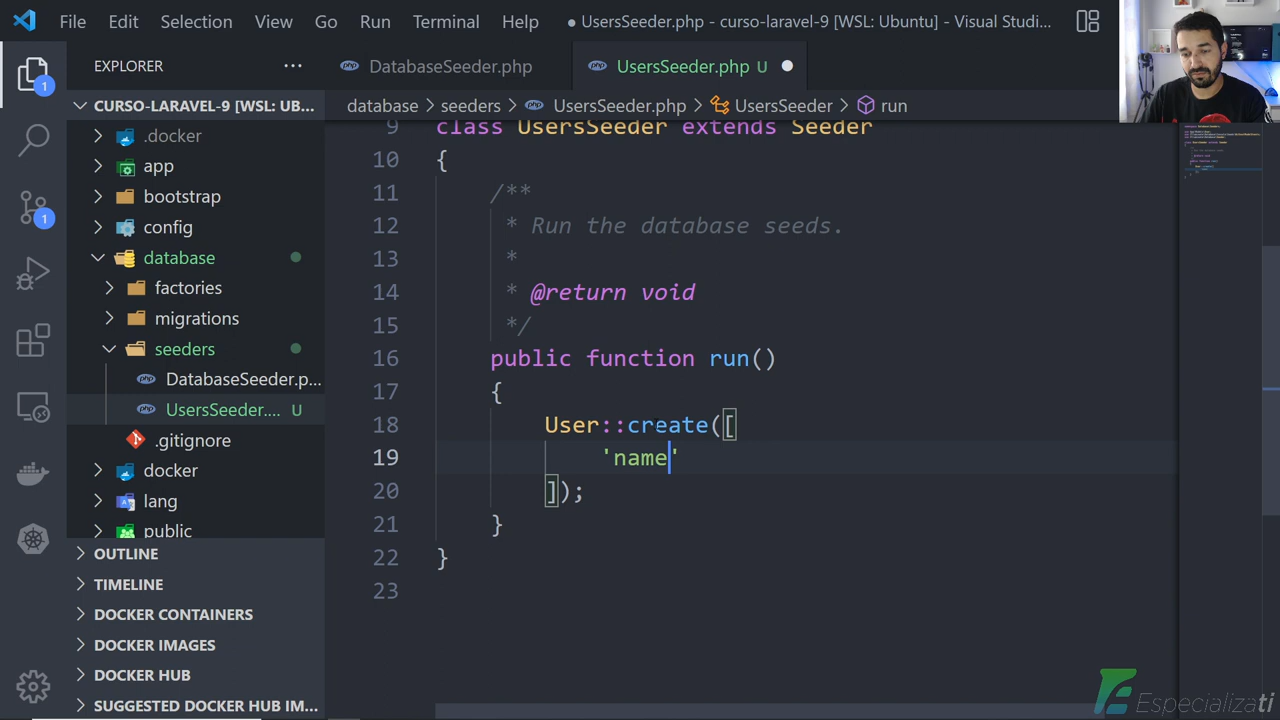 File Edit Selection View Go Run Terminal Help ● UsersSeeder.php - curso-laravel-9 [WSL: Ubuntu] - Visual Studi...
EXPLORER ...
DatabaseSeeder.php UsersSeeder.php U ●
CURSO-LARAVEL-9 [WSL: UB...
database > seeders > UsersSeeder.php > UsersSeeder > run
.docker
app
bootstrap
config
database
factories
migrations
seeders
DatabaseSeeder.p...
UsersSeeder.... U
.gitignore
docker
lang
public
OUTLINE
TIMELINE
DOCKER CONTAINERS
DOCKER IMAGES
DOCKER HUB
SUGGESTED DOCKER HUB IM...
1
1
9 class UsersSeeder extends Seeder
10 {
11 /**
12 * Run the database seeds.
13 *
14 * @return void
15 */
16 public function run()
17 {
18 User::create([
19 'name'
20 ]);
21 }
22 }
23
Especializati